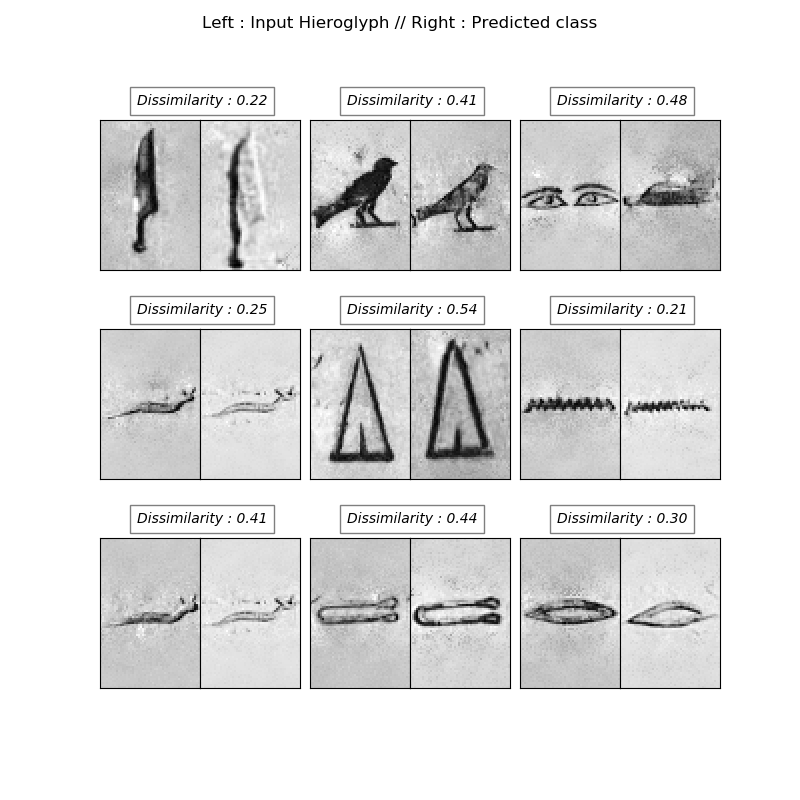 Left : Input Hieroglyph // Right : Predicted class
Dissimilarity : 0.22
Dissimilarity : 0.41
Dissimilarity : 0.48
Dissimilarity : 0.25
Dissimilarity : 0.54
Dissimilarity : 0.21
Dissimilarity : 0.41
Dissimilarity : 0.44
Dissimilarity : 0.30